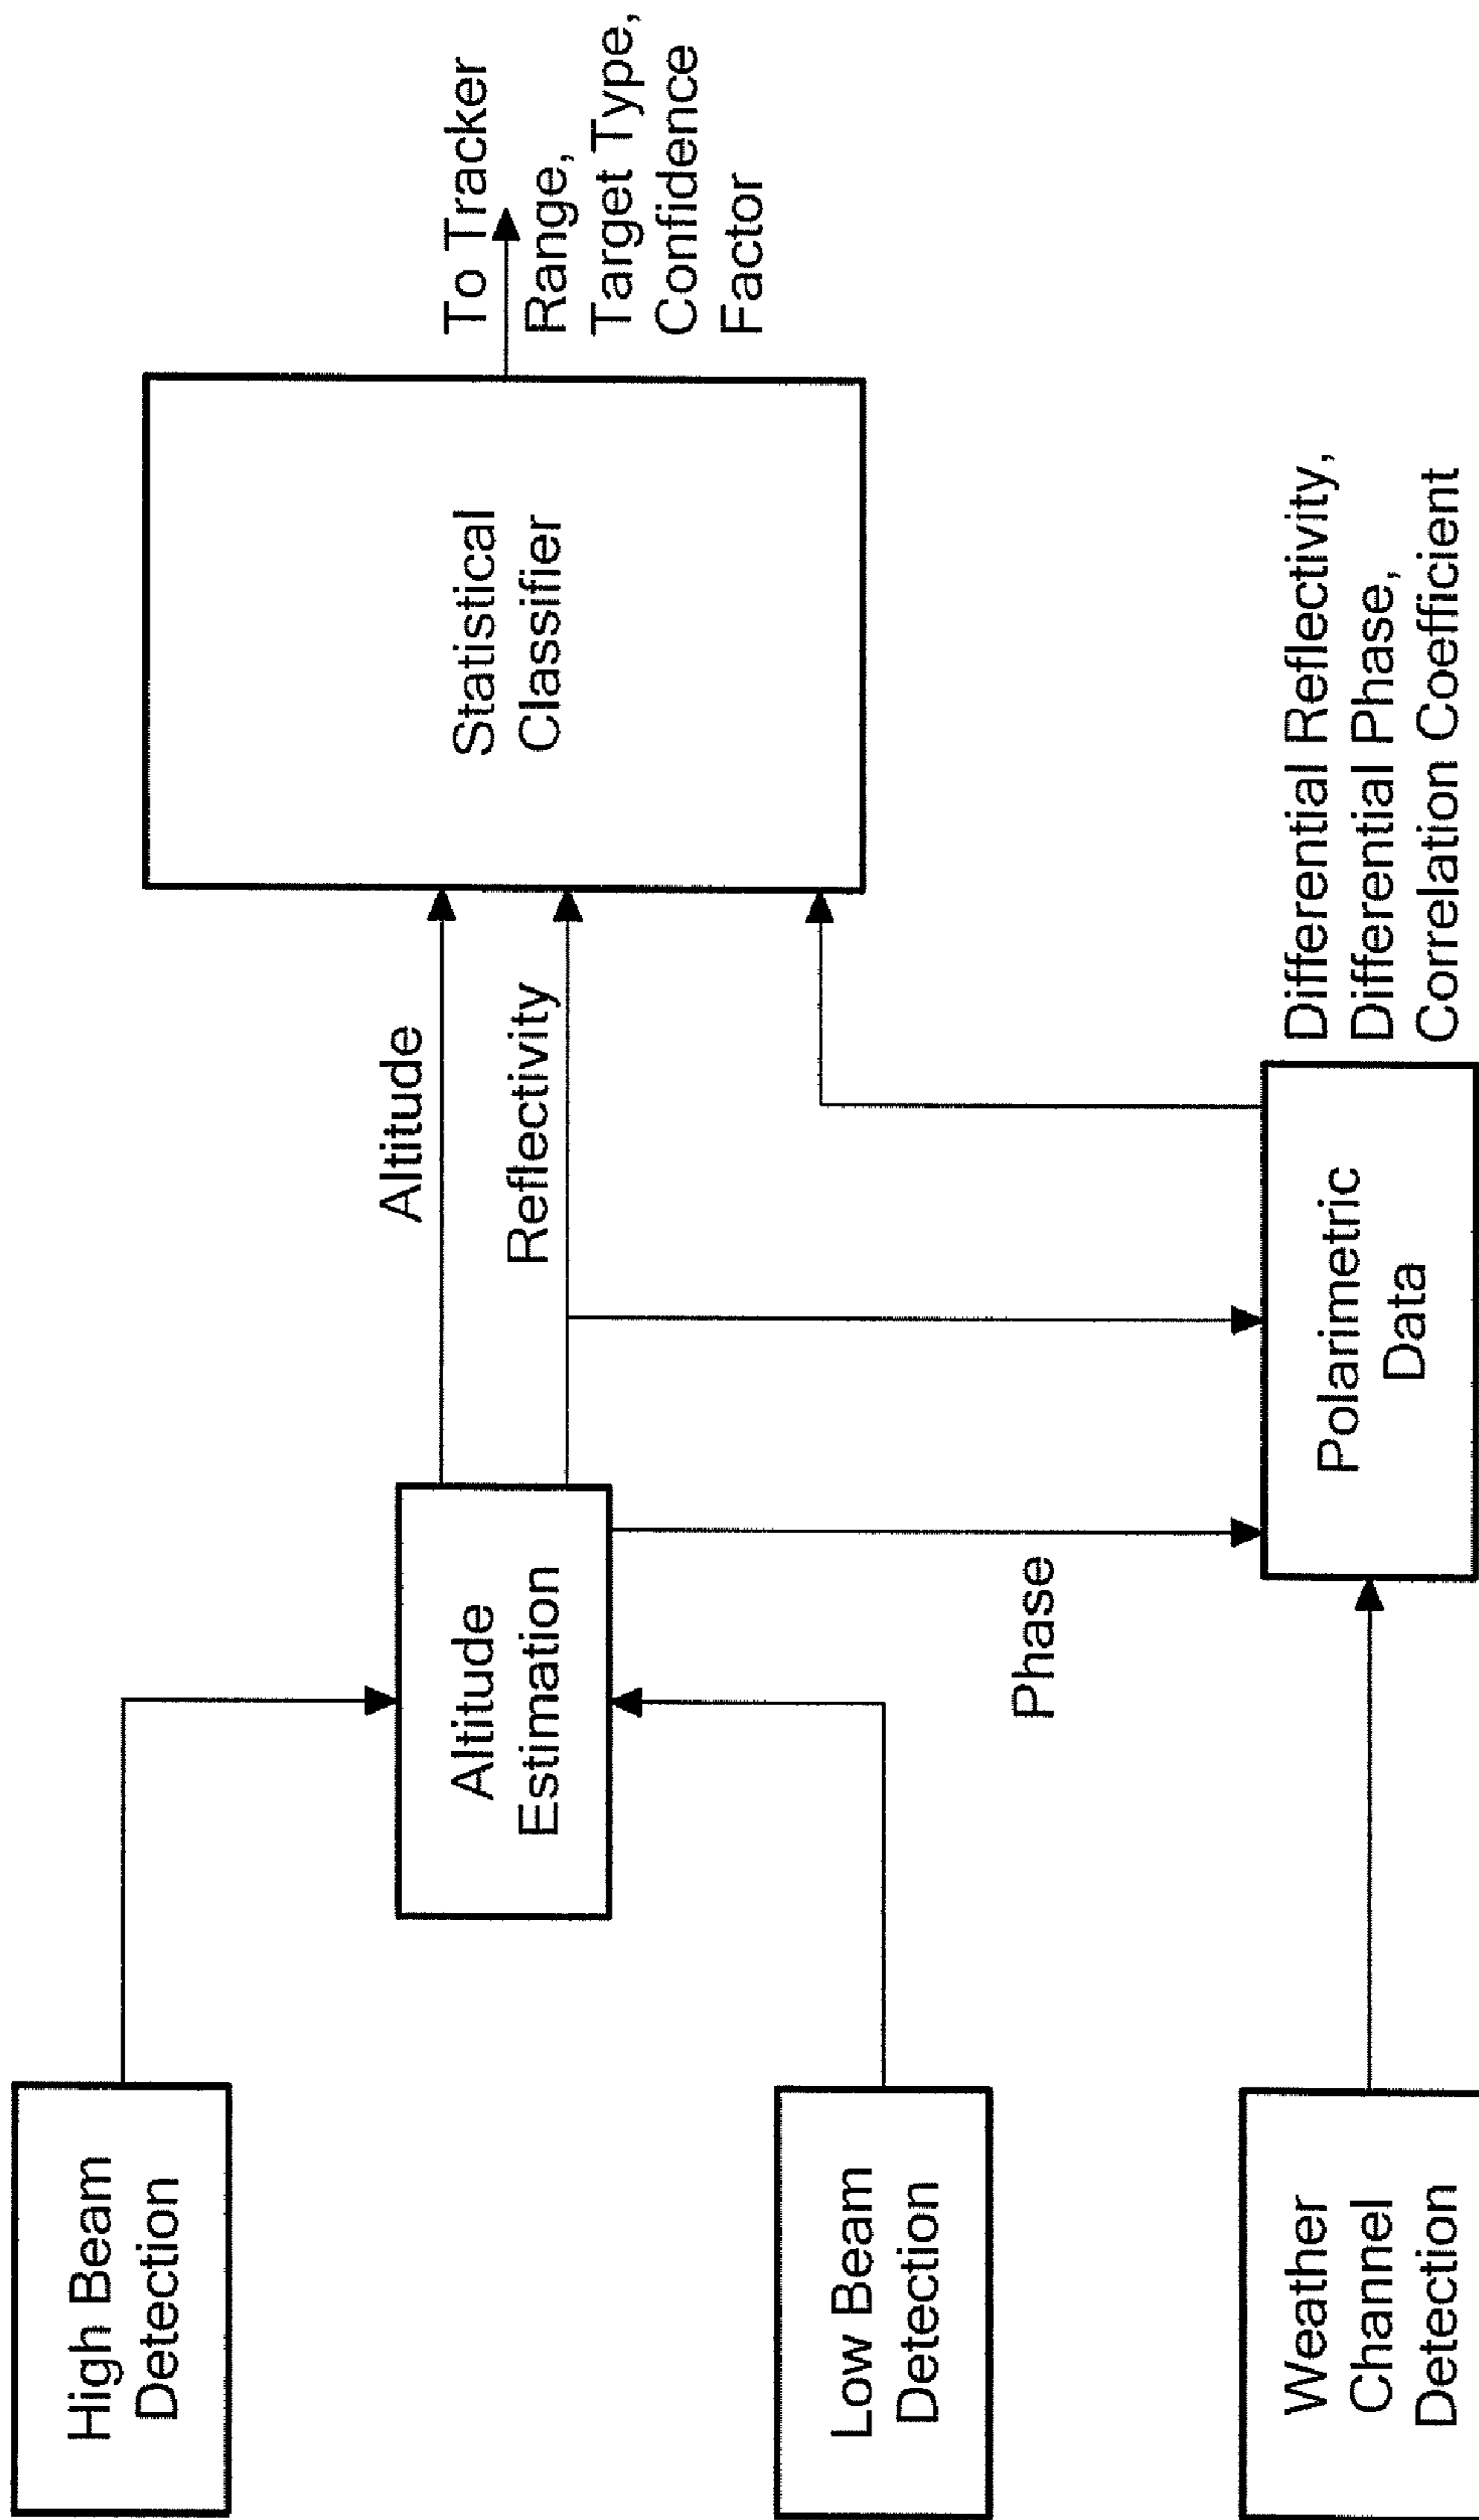 High Beam
Detection
Low Beam
Detection
Weather
Channel
Detection
Altitude
Estimation
Phase
Polarimetric
Data
Altitude
Reflectivity
Differential Reflectivity,
Differential Phase,
Correlation Coefficient
Statistical
Classifier
To Tracker
Range,
Target Type,
Confidence
Factor